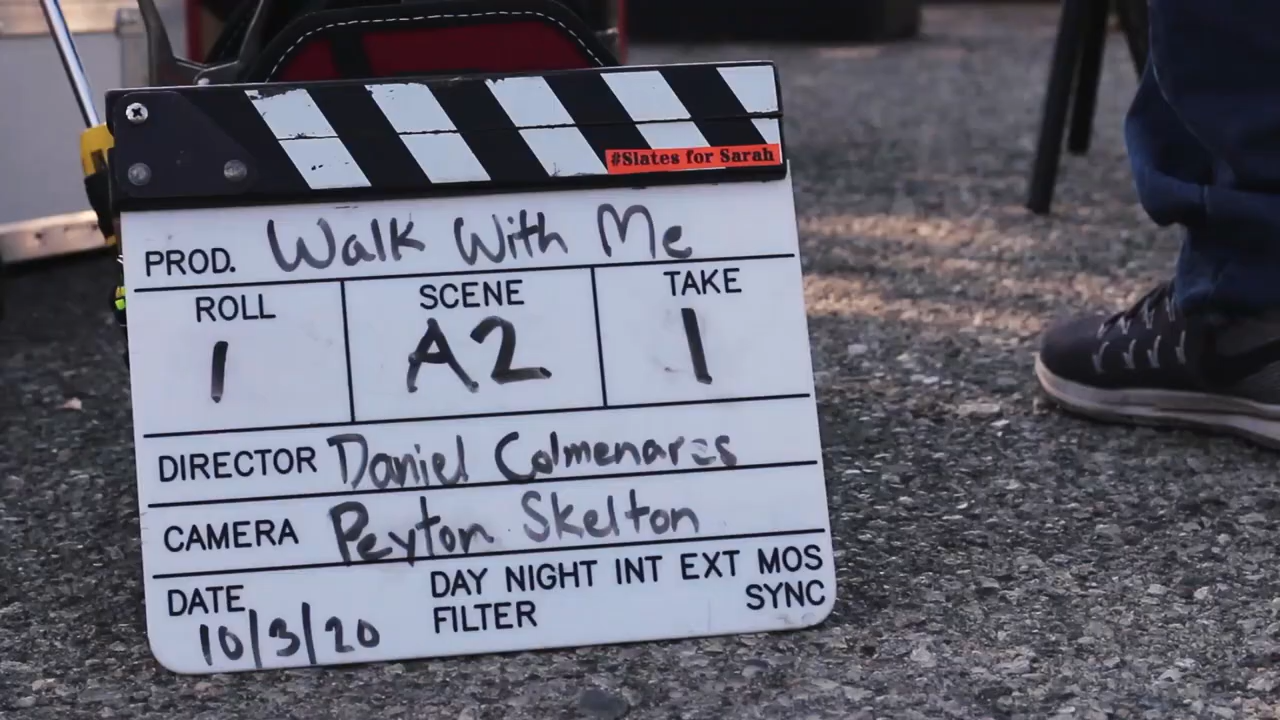 #Slates for Sarah
PROD. Walk With Me
ROLL SCENE TAKE
1 A2 1
DIRECTOR Daniel Colmenares
CAMERA Peyton Skelton
DATE DAY NIGHT INT EXT MOS
10/3/20 FILTER SYNC